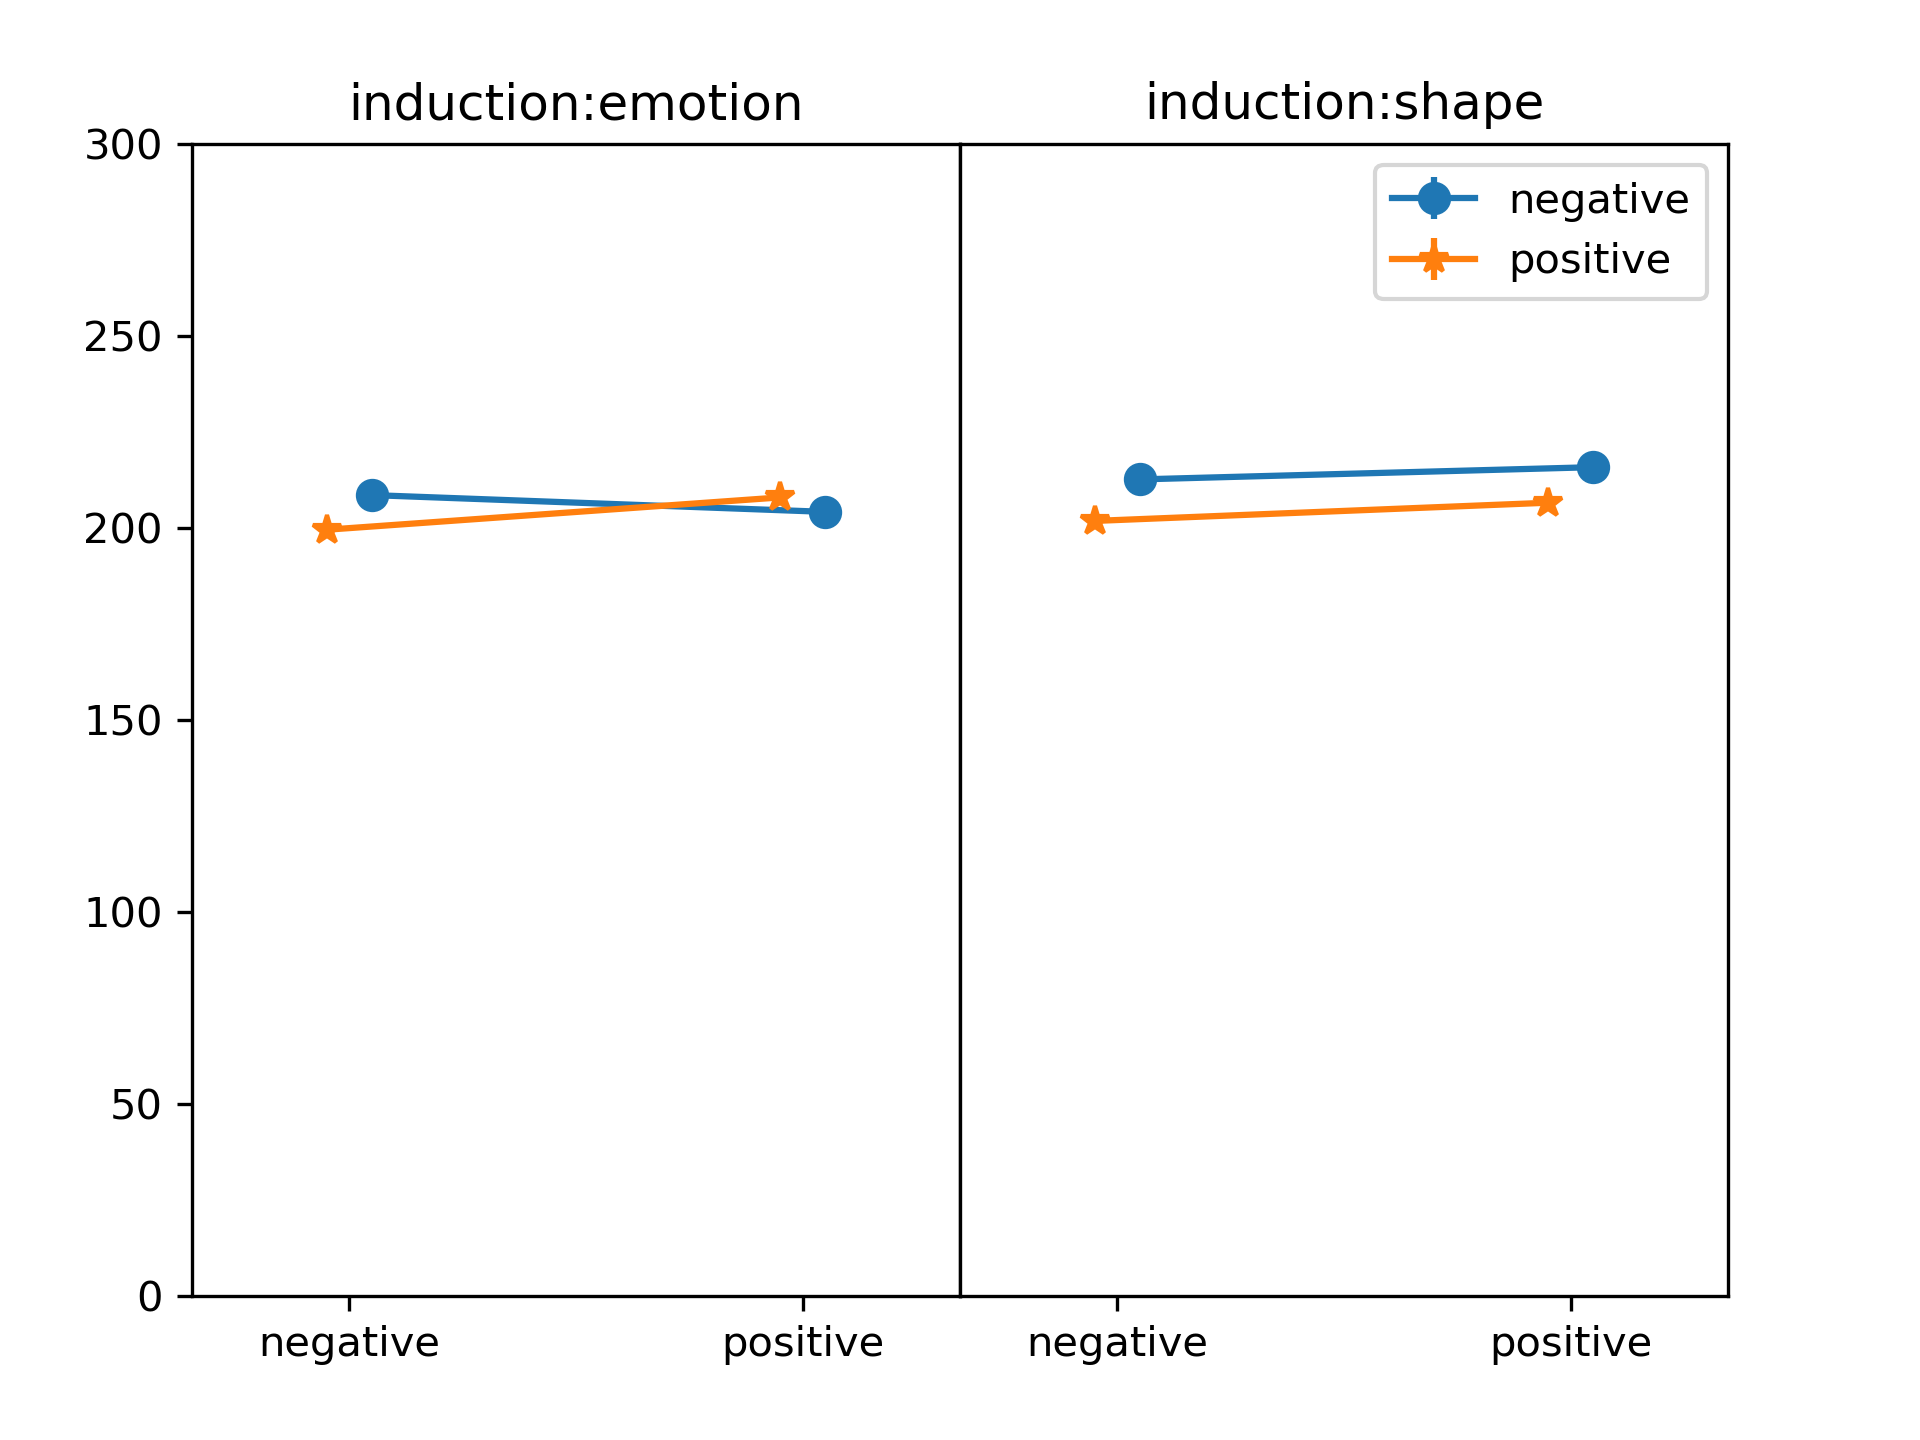 induction:emotion
induction:shape
300
250
200
150
100
50
0
negative
positive
negative
positive
negative
positive